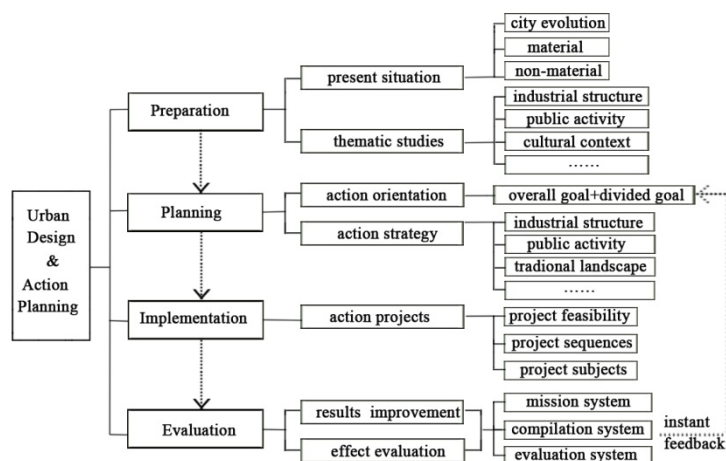 Urban
Design
&
Action
Planning
Preparation
present situation
city evolution
material
non-material
thematic studies
industrial structure
public activity
cultural context
......
Planning
action orientation
overall goal+divided goal
action strategy
industrial structure
public activity
tradional landscape
......
Implementation
action projects
project feasibility
project sequences
project subjects
Evaluation
results improvement
effect evaluation
mission system
compilation system
evaluation system
instant
feedback